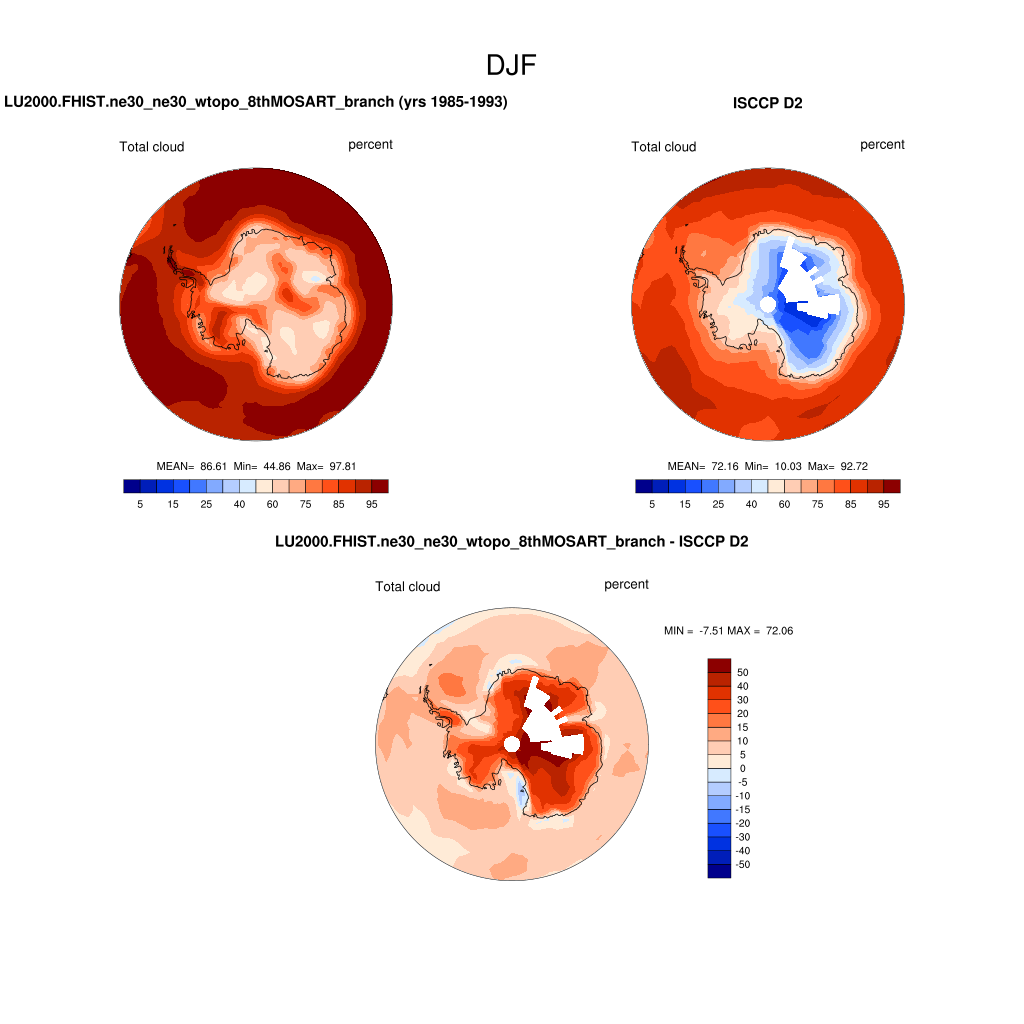 DJF
LU2000.FHIST.ne30_ne30_wtopo_8thMOSART_branch (yrs 1985-1993)
ISCCP D2
Total cloud
percent
Total cloud
percent
MEAN= 86.61 Min= 44.86 Max= 97.81
MEAN= 72.16 Min= 10.03 Max= 92.72
5 15 25 40 60 75 85 95
5 15 25 40 60 75 85 95
LU2000.FHIST.ne30_ne30_wtopo_8thMOSART_branch - ISCCP D2
Total cloud
percent
MIN = -7.51 MAX = 72.06
50
40
30
20
15
10
5
0
-5
-10
-15
-20
-30
-40
-50